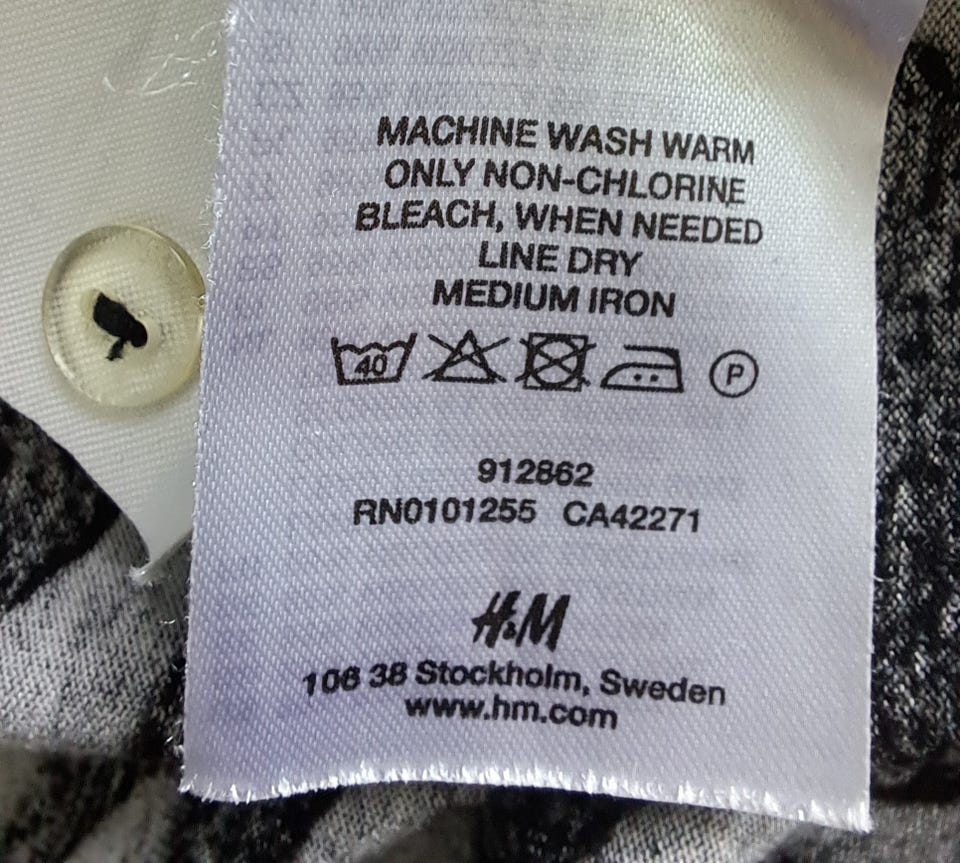 MACHINE WASH WARM
ONLY NON-CHLORINE
BLEACH, WHEN NEEDED
LINE DRY
MEDIUM IRON
40 P
912862
RN0101255 CA42271
H&M
106 38 Stockholm, Sweden
www.hm.com